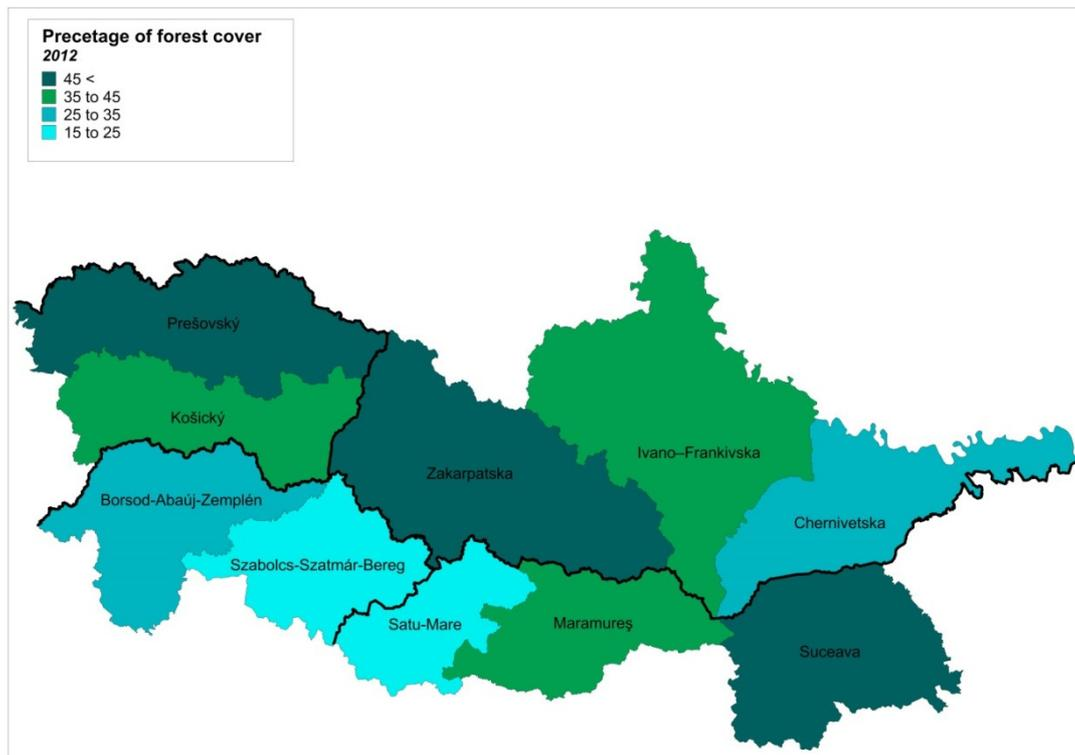 Precetage of forest cover
2012
45 <
35 to 45
25 to 35
15 to 25
Prešovský
Košický
Ivano–Frankivska
Zakarpatska
Borsod-Abaúj-Zemplén
Chernivetska
Szabolcs-Szatmár-Bereg
Satu-Mare
Maramureş
Suceava